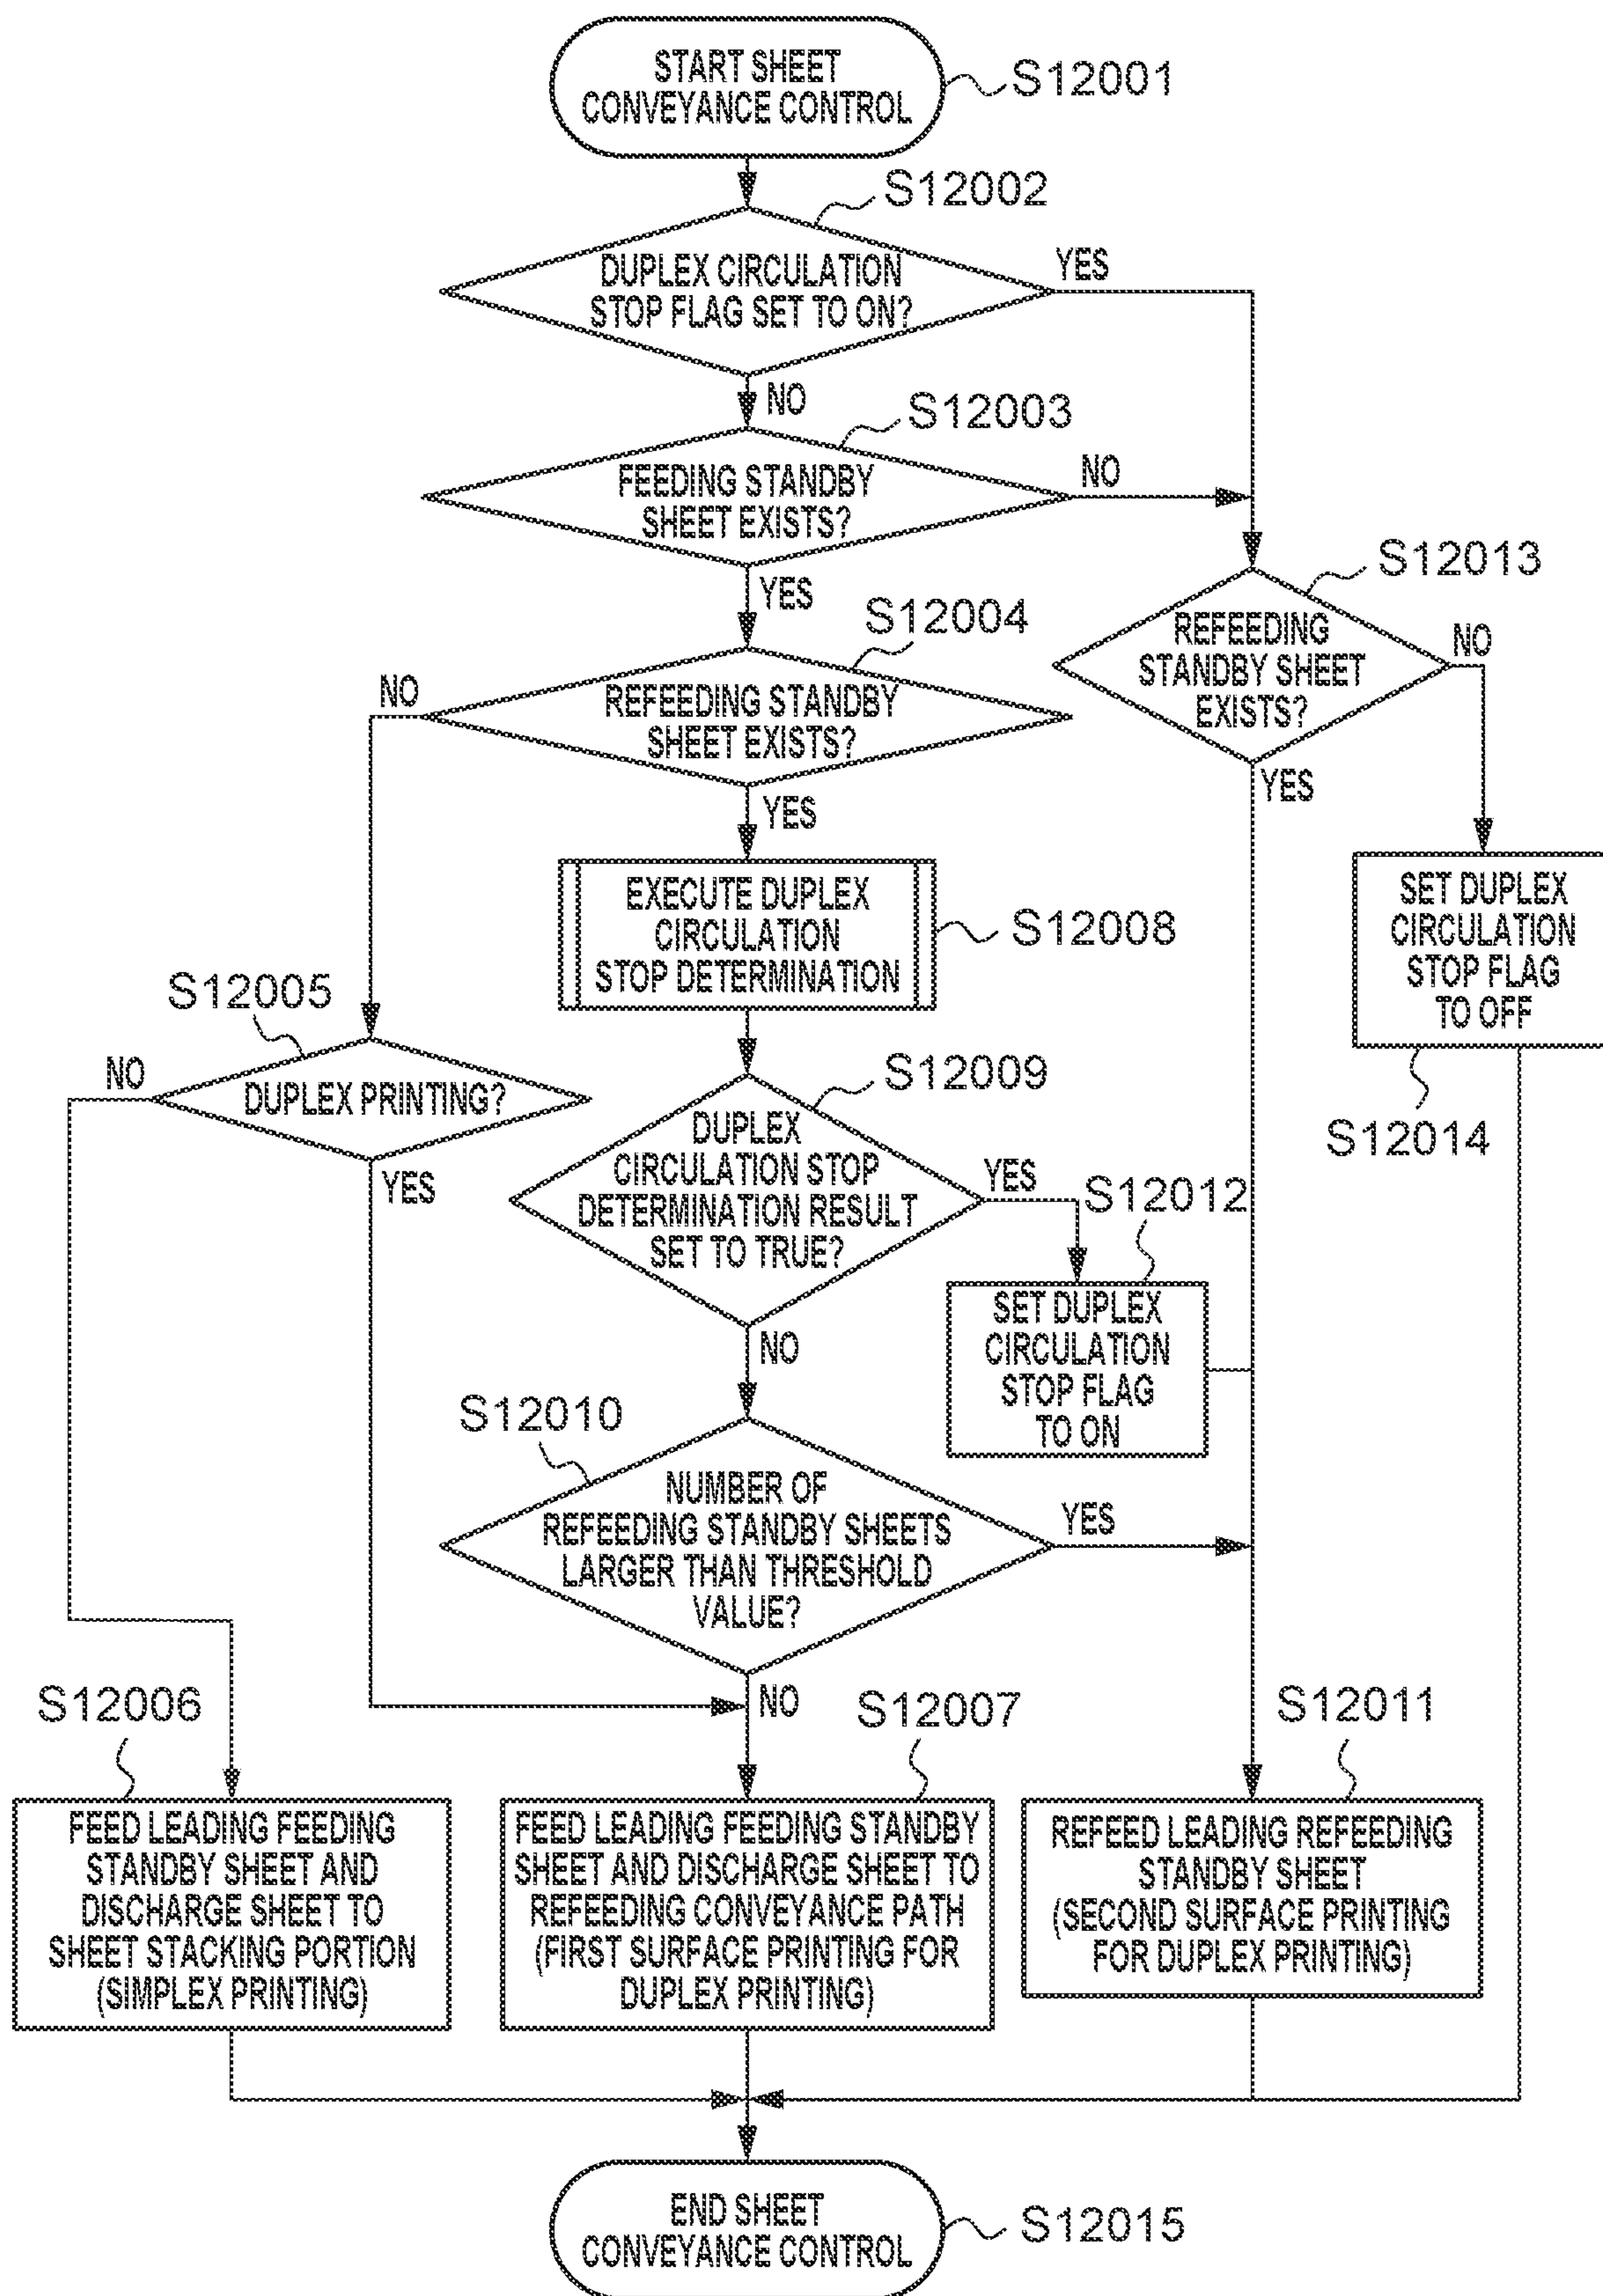 START SHEET
CONVEYANCE CONTROL
S12001
S12002
DUPLEX CIRCULATION
STOP FLAG SET TO ON?
YES
NO
S12003
FEEDING STANDBY
SHEET EXISTS?
NO
YES
S12013
REFEEDING
STANDBY SHEET
EXISTS?
NO
YES
S12004
REFEEDING STANDBY
SHEET EXISTS?
NO
YES
EXECUTE DUPLEX
CIRCULATION
STOP DETERMINATION
S12008
SET DUPLEX
CIRCULATION
STOP FLAG
TO OFF
S12014
S12005
DUPLEX PRINTING?
NO
YES
S12009
DUPLEX
CIRCULATION STOP
DETERMINATION RESULT
SET TO TRUE?
YES
NO
S12012
SET DUPLEX
CIRCULATION
STOP FLAG
TO ON
S12010
NUMBER OF
REFEEDING STANDBY SHEETS
LARGER THAN THRESHOLD
VALUE?
YES
NO
S12006
FEED LEADING FEEDING
STANDBY SHEET AND
DISCHARGE SHEET TO
SHEET STACKING PORTION
(SIMPLEX PRINTING)
S12007
FEED LEADING FEEDING STANDBY
SHEET AND DISCHARGE SHEET TO
REFEEDING CONVEYANCE PATH
(FIRST SURFACE PRINTING FOR
DUPLEX PRINTING)
S12011
REFEED LEADING REFEEDING
STANDBY SHEET
(SECOND SURFACE PRINTING
FOR DUPLEX PRINTING)
END SHEET
CONVEYANCE CONTROL
S12015